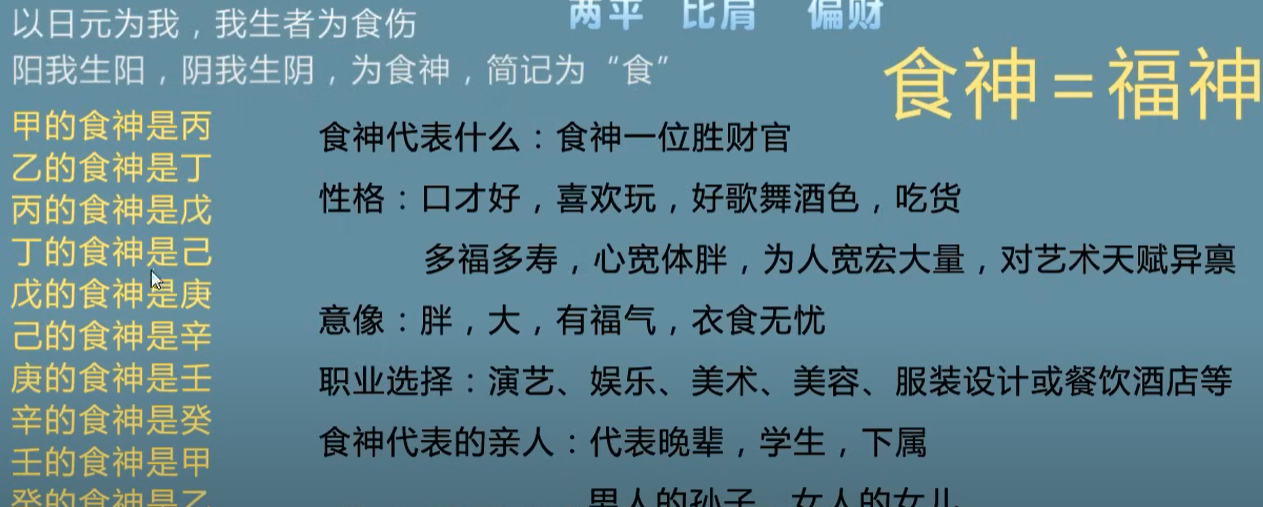 两平 比肩 偏财
以日元为我，我生者为食伤
阳我生阳，阴我生阴，为食神，简记为“食”
食神=福神
甲的食神是丙
乙的食神是丁
丙的食神是戊
丁的食神是己
戊的食神是庚
己的食神是辛
庚的食神是壬
辛的食神是癸
壬的食神是甲
癸的食神是乙
食神代表什么：食神一位胜财官
性格：口才好，喜欢玩，好歌舞酒色，吃货
多福多寿，心宽体胖，为人宽宏大量，对艺术天赋异禀
意像：胖，大，有福气，衣食无忧
职业选择：演艺、娱乐、美术、美容、服装设计或餐饮酒店等
食神代表的亲人：代表晚辈，学生，下属
男人的孙子，女人的女儿